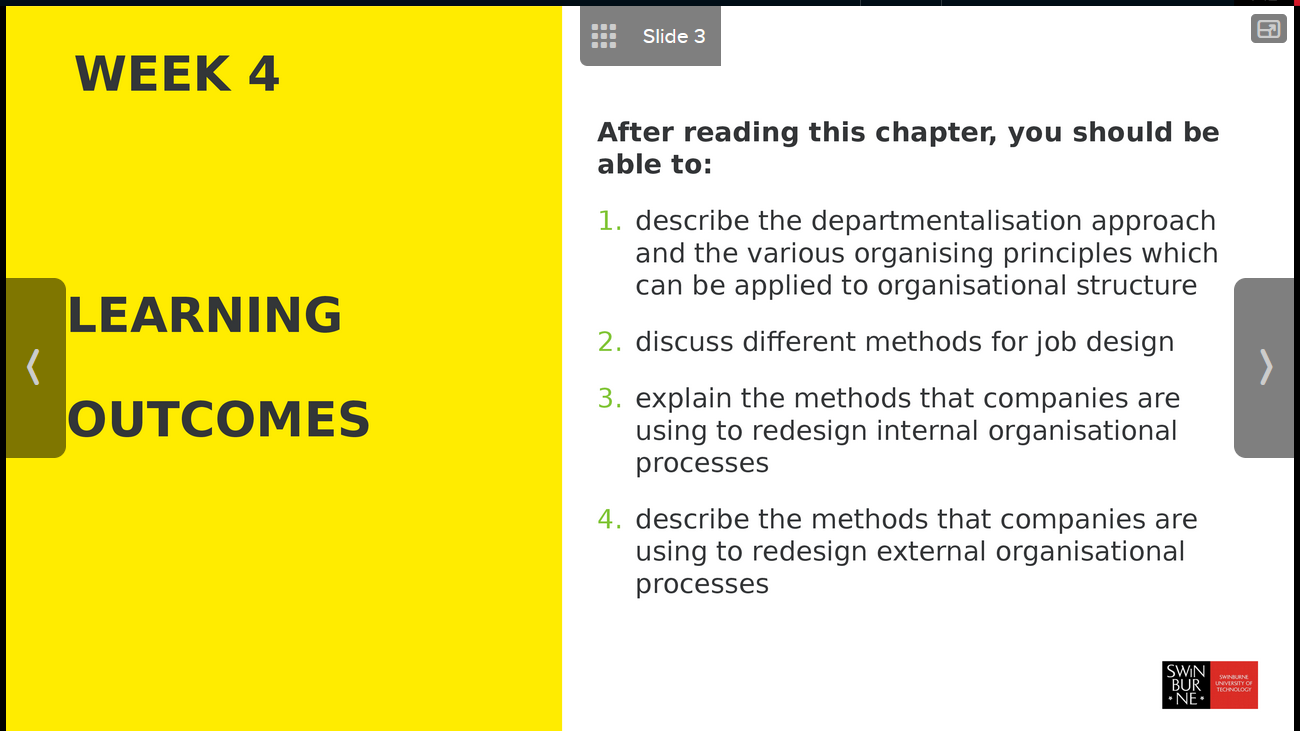 WEEK 4
LEARNING
OUTCOMES
Slide 3
After reading this chapter, you should be
able to:
1. describe the departmentalisation approach
and the various organising principles which
can be applied to organisational structure
2. discuss different methods for job design
3. explain the methods that companies are
using to redesign internal organisational
processes
4. describe the methods that companies are
using to redesign external organisational
processes
SWIN
BUR
NE
SWINBURNE
UNIVERSITY OF
TECHNOLOGY